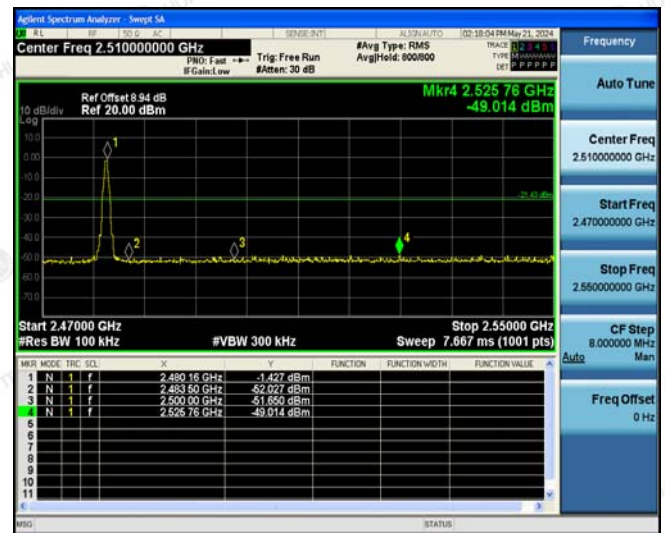 Agilent Spectrum Analyzer - Swept SA
RL RF 50 Ω AC SENSE:INT ALIGNAUTO 02:18:04 PM May 21, 2024
Center Freq 2.510000000 GHz
PNO: Fast
IFGain:Low
Trig: Free Run
#Atten: 30 dB
#Avg Type: RMS
Avg|Hold: 800/800
TRACE 1 2 3 4 5 6
TYPE M
DET P P P P P P
Ref Offset 8.94 dB
10 dB/div Ref 20.00 dBm
Log
Mkr4 2.525 76 GHz
-49.014 dBm
10.0
0.00
-10.0
-20.0
-30.0
-40.0
-50.0
-60.0
-70.0
1
2
3
4
-21.43 dBm
Start 2.47000 GHz Stop 2.55000 GHz
#Res BW 100 kHz #VBW 300 kHz Sweep 7.667 ms (1001 pts)
MKR MODE TRC SCL X Y FUNCTION FUNCTION WIDTH FUNCTION VALUE
1 N 1 f 2.480 16 GHz -1.427 dBm
2 N 1 f 2.483 50 GHz -52.027 dBm
3 N 1 f 2.500 00 GHz -51.650 dBm
4 N 1 f 2.525 76 GHz -49.014 dBm
5
6
7
8
9
10
11
MSG STATUS
Frequency
Auto Tune
Center Freq
2.510000000 GHz
Start Freq
2.470000000 GHz
Stop Freq
2.550000000 GHz
CF Step
8.000000 MHz
Auto Man
Freq Offset
0 Hz